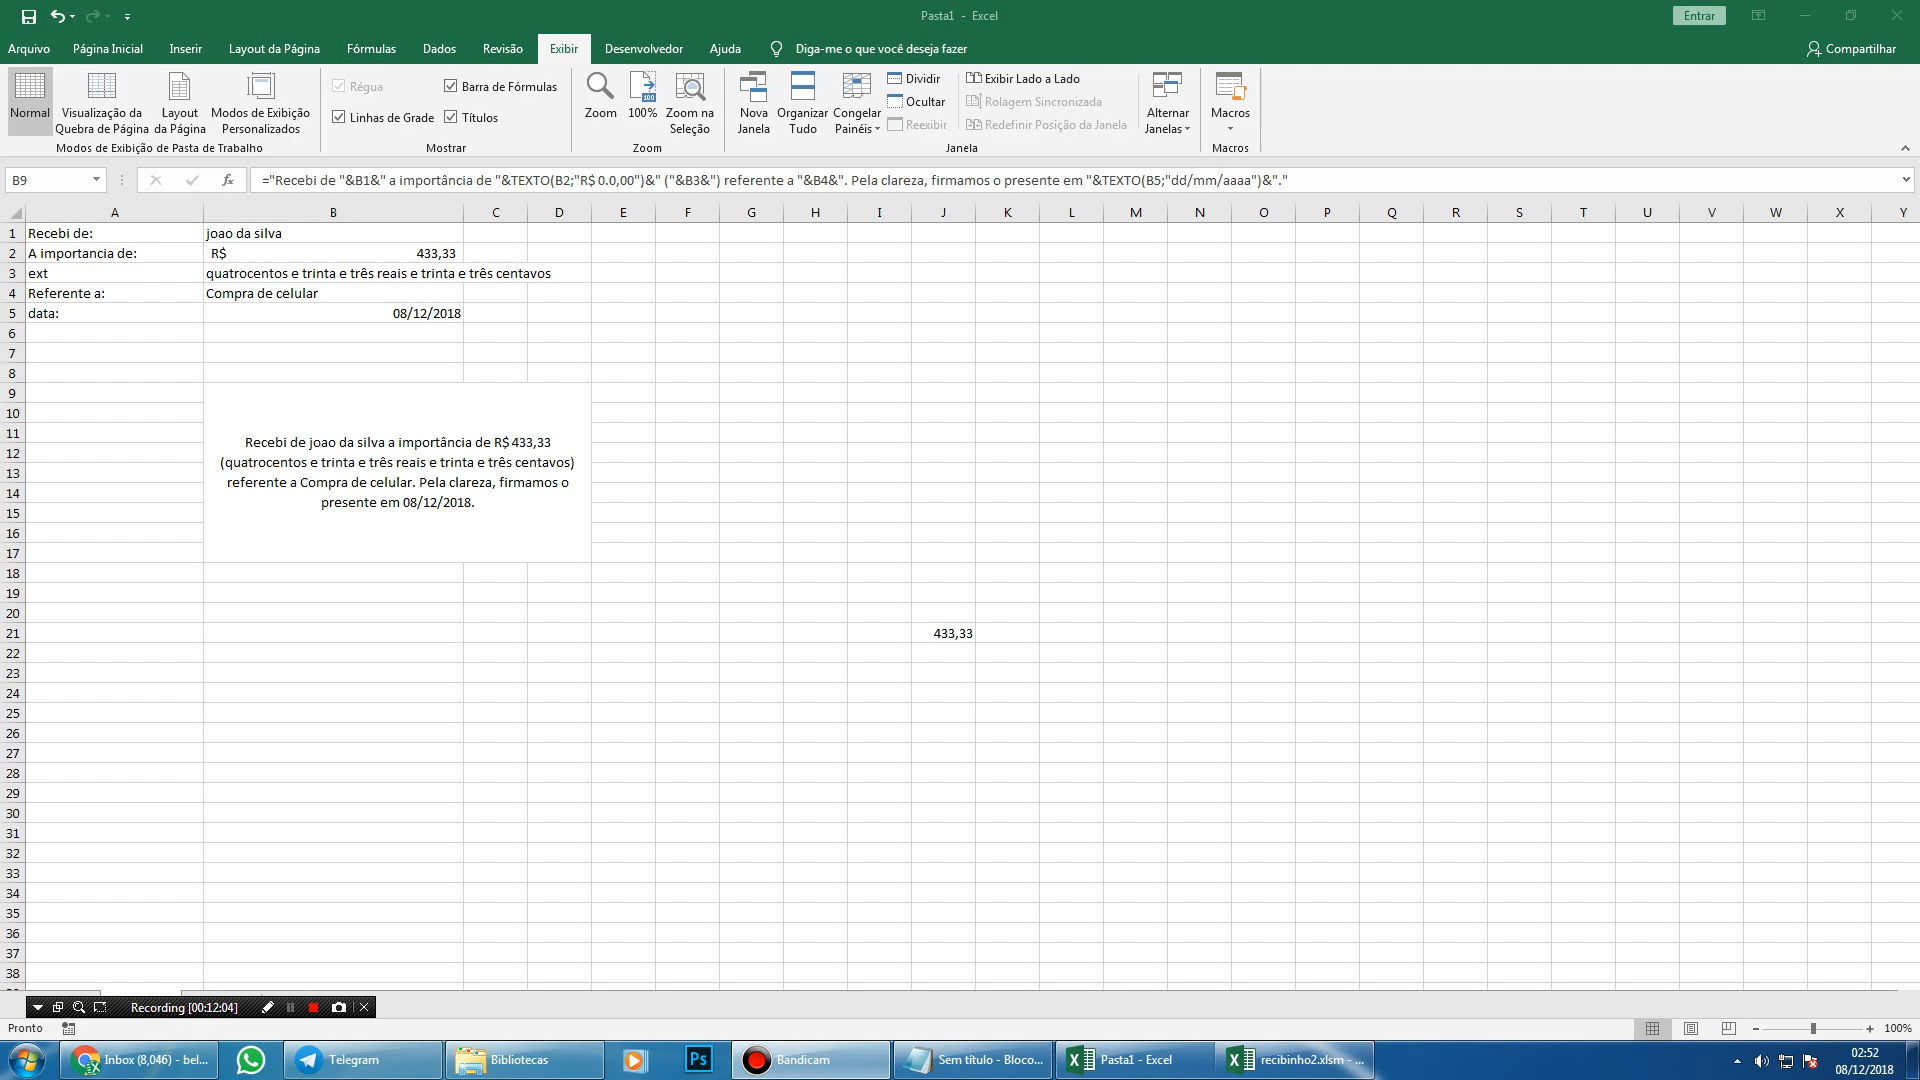 Pasta1 - Excel
Entrar
Arquivo Página Inicial Inserir Layout da Página Fórmulas Dados Revisão Exibir Desenvolvedor Ajuda Diga-me o que você deseja fazer Compartilhar
Normal
Visualização da Quebra de Página
Layout da Página
Modos de Exibição Personalizados
Modos de Exibição de Pasta de Trabalho
Régua
Barra de Fórmulas
Linhas de Grade
Títulos
Mostrar
Zoom
100%
Zoom na Seleção
Zoom
Nova Janela
Organizar Tudo
Congelar Painéis
Dividir
Ocultar
Reexibir
Exibir Lado a Lado
Rolagem Sincronizada
Redefinir Posição da Janela
Janela
Alternar Janelas
Macros
Macros
B9
fx
="Recebi de "&B1&" a importância de "&TEXTO(B2;"R$ 0.0,00")&" ("&B3&") referente a "&B4&". Pela clareza, firmamos o presente em "&TEXTO(B5;"dd/mm/aaaa")&"."
A B C D E F G H I J K L M N O P Q R S T U V W X Y
1 Recebi de: joao da silva
2 A importancia de: R$ 433,33
3 ext quatrocentos e trinta e três reais e trinta e três centavos
4 Referente a: Compra de celular
5 data: 08/12/2018
6
7
8
9
10
11
12
13
14
15
16
17
Recebi de joao da silva a importância de R$ 433,33
(quatrocentos e trinta e três reais e trinta e três centavos)
referente a Compra de celular. Pela clareza, firmamos o
presente em 08/12/2018.
18
19
20
21 433,33
22
23
24
25
26
27
28
29
30
31
32
33
34
35
36
37
38
Recording [00:12:04]
Pronto
100%
Inbox (8,046) - bel...
Telegram
Bibliotecas
Ps
Bandicam
Sem título - Bloco...
Pasta1 - Excel
recibinho2.xlsm - ...
02:52
08/12/2018